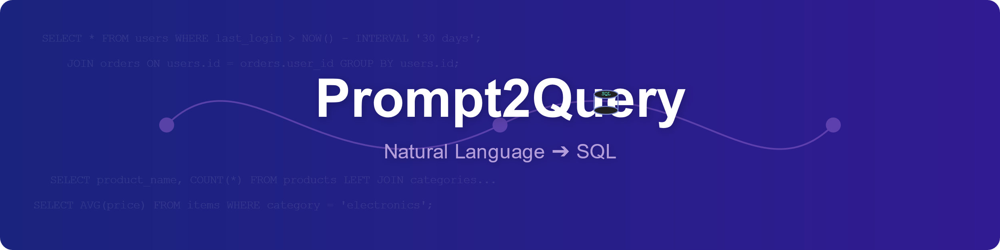 SELECT * FROM users WHERE last_login > NOW() - INTERVAL '30 days';
JOIN orders ON users.id = orders.user_id GROUP BY users.id;
Prompt2Query
SQL
Natural Language ➔ SQL
SELECT product_name, COUNT(*) FROM products LEFT JOIN categories...
SELECT AVG(price) FROM items WHERE category = 'electronics';